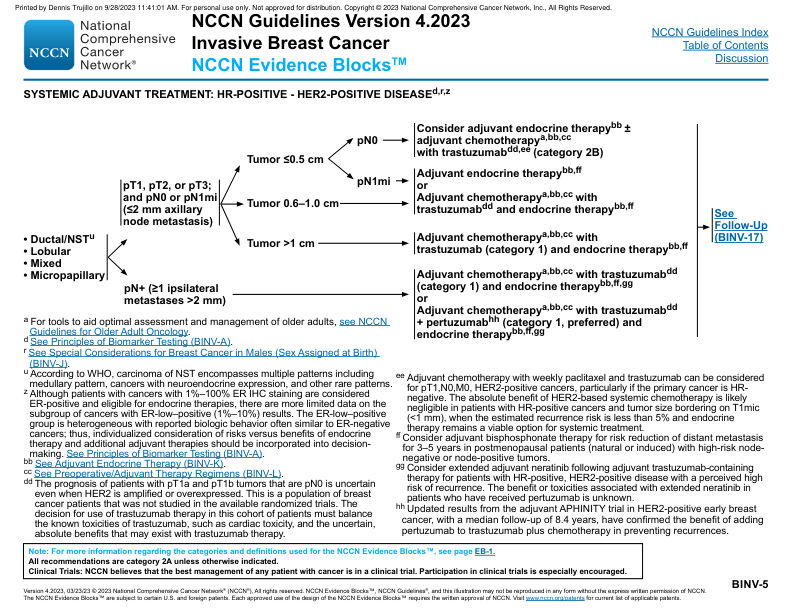 Printed by Dennis Trujillo on 9/28/2023 11:41:01 AM. For personal use only. Not approved for distribution. Copyright © 2023 National Comprehensive Cancer Network, Inc., All Rights Reserved.
NCCN
National
Comprehensive
Cancer
Network®
NCCN Guidelines Version 4.2023
Invasive Breast Cancer
NCCN Evidence Blocks™
NCCN Guidelines Index
Table of Contents
Discussion
SYSTEMIC ADJUVANT TREATMENT: HR-POSITIVE - HER2-POSITIVE DISEASEd,r,z
• Ductal/NSTu
• Lobular
• Mixed
• Micropapillary
pT1, pT2, or pT3;
and pN0 or pN1mi
(≤2 mm axillary
node metastasis)
pN+ (≥1 ipsilateral
metastases >2 mm)
Tumor ≤0.5 cm
Tumor 0.6–1.0 cm
Tumor >1 cm
pN0
pN1mi
Consider adjuvant endocrine therapybb ±
adjuvant chemotherapya,bb,cc
with trastuzumabdd,ee (category 2B)
Adjuvant endocrine therapybb,ff
or
Adjuvant chemotherapya,bb,cc with
trastuzumabdd and endocrine therapybb,ff
Adjuvant chemotherapya,bb,cc with
trastuzumab (category 1) and endocrine therapybb,ff
Adjuvant chemotherapya,bb,cc with trastuzumabdd
(category 1) and endocrine therapybb,ff,gg
or
Adjuvant chemotherapya,bb,cc with trastuzumabdd
+ pertuzumabhh (category 1, preferred) and
endocrine therapybb,ff,gg
See
Follow-Up
(BINV-17)
a For tools to aid optimal assessment and management of older adults, see NCCN
Guidelines for Older Adult Oncology.
d See Principles of Biomarker Testing (BINV-A).
r See Special Considerations for Breast Cancer in Males (Sex Assigned at Birth)
(BINV-J).
u According to WHO, carcinoma of NST encompasses multiple patterns including
medullary pattern, cancers with neuroendocrine expression, and other rare patterns.
z Although patients with cancers with 1%–100% ER IHC staining are considered
ER-positive and eligible for endocrine therapies, there are more limited data on the
subgroup of cancers with ER-low–positive (1%–10%) results. The ER-low–positive
group is heterogeneous with reported biologic behavior often similar to ER-negative
cancers; thus, individualized consideration of risks versus benefits of endocrine
therapy and additional adjuvant therapies should be incorporated into decision-
making. See Principles of Biomarker Testing (BINV-A).
bb See Adjuvant Endocrine Therapy (BINV-K).
cc See Preoperative/Adjuvant Therapy Regimens (BINV-L).
dd The prognosis of patients with pT1a and pT1b tumors that are pN0 is uncertain
even when HER2 is amplified or overexpressed. This is a population of breast
cancer patients that was not studied in the available randomized trials. The
decision for use of trastuzumab therapy in this cohort of patients must balance
the known toxicities of trastuzumab, such as cardiac toxicity, and the uncertain,
absolute benefits that may exist with trastuzumab therapy.
ee Adjuvant chemotherapy with weekly paclitaxel and trastuzumab can be considered
for pT1,N0,M0, HER2-positive cancers, particularly if the primary cancer is HR-
negative. The absolute benefit of HER2-based systemic chemotherapy is likely
negligible in patients with HR-positive cancers and tumor size bordering on T1mic
(<1 mm), when the estimated recurrence risk is less than 5% and endocrine
therapy remains a viable option for systemic treatment.
ff Consider adjuvant bisphosphonate therapy for risk reduction of distant metastasis
for 3–5 years in postmenopausal patients (natural or induced) with high-risk node-
negative or node-positive tumors.
gg Consider extended adjuvant neratinib following adjuvant trastuzumab-containing
therapy for patients with HR-positive, HER2-positive disease with a perceived high
risk of recurrence. The benefit or toxicities associated with extended neratinib in
patients who have received pertuzumab is unknown.
hh Updated results from the adjuvant APHINITY trial in HER2-positive early breast
cancer, with a median follow-up of 8.4 years, have confirmed the benefit of adding
pertuzumab to trastuzumab plus chemotherapy in preventing recurrences.
Note: For more information regarding the categories and definitions used for the NCCN Evidence Blocks™, see page EB-1.
All recommendations are category 2A unless otherwise indicated.
Clinical Trials: NCCN believes that the best management of any patient with cancer is in a clinical trial. Participation in clinical trials is especially encouraged.
BINV-5
Version 4.2023, 03/23/23 © 2023 National Comprehensive Cancer Network® (NCCN®), All rights reserved. NCCN Evidence Blocks™, NCCN Guidelines®, and this illustration may not be reproduced in any form without the express written permission of NCCN.
The NCCN Evidence Blocks™ are subject to certain U.S. and foreign patents. Each approved use of the design of the NCCN Evidence Blocks™ requires the written approval of NCCN. Visit www.nccn.org/patents for current list of applicable patents.